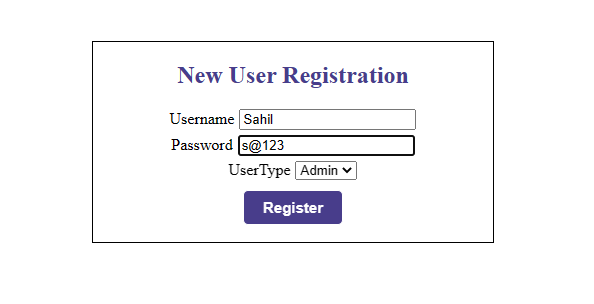 New User Registration
Username Sahil
Password s@123
UserType Admin
Register